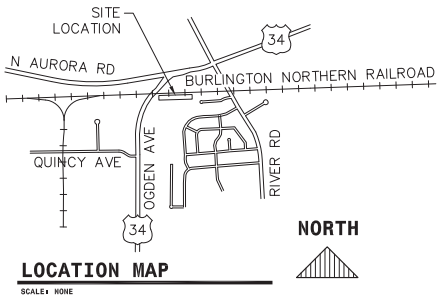 SITE
LOCATION
34
N AURORA RD
BURLINGTON NORTHERN RAILROAD
QUINCY AVE
OGDEN AVE
RIVER RD
34
NORTH
LOCATION MAP
SCALE: NONE